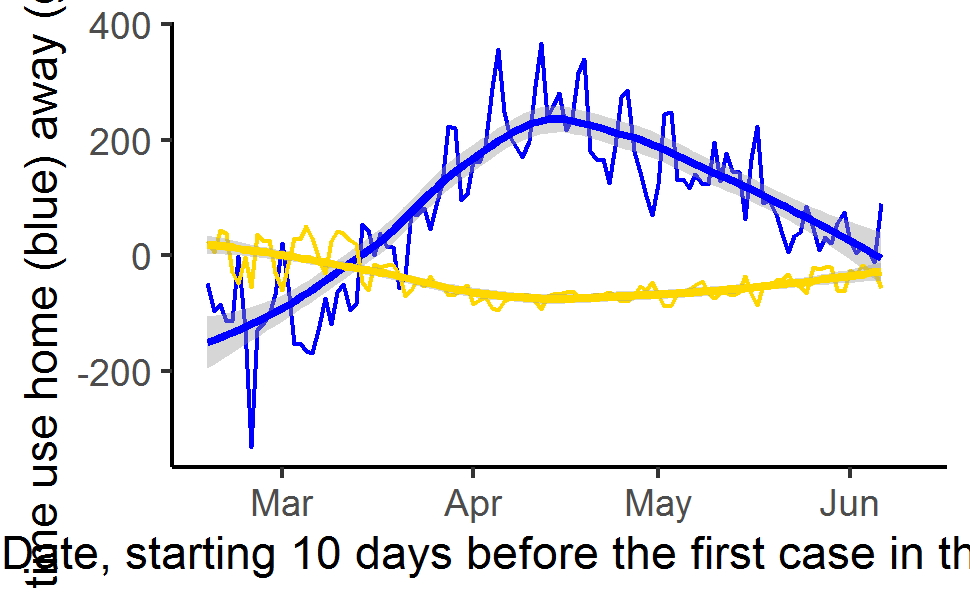 time use home (blue) away (
400
200
0
-200
Mar Apr May Jun
Date, starting 10 days before the first case in th